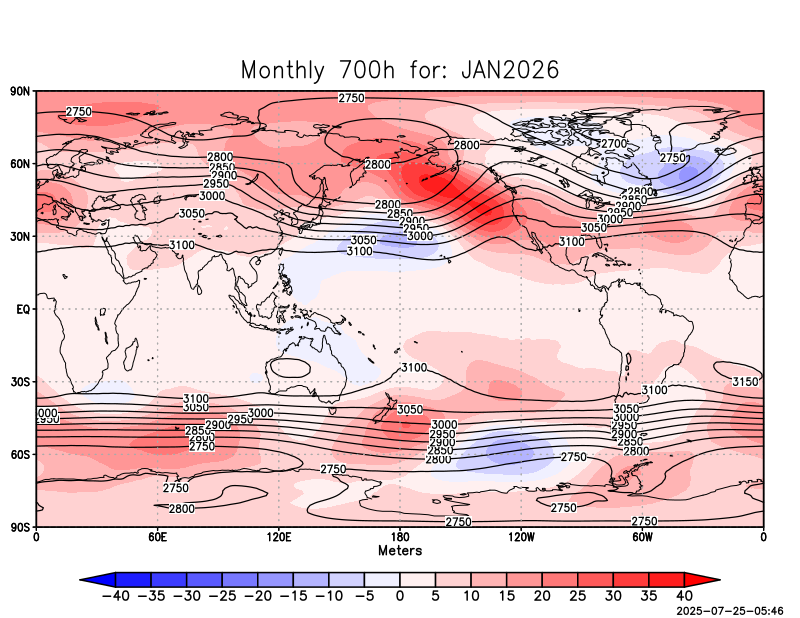 Monthly 700h for: JAN2026
90N
2750 2750
2800 2700
2800 2800 2750
60N
2850
2900
2950
3000 2800 2800
3050 2850 2850
2900 2900
2950 2950
3000 3000
30N 3050 3050
3100 3100 3100
EQ
3100
30S 3150
3100 3100
3050 3050 3050
3000 3000 3000
2950 2950 3000 2950
2900 2950 2900
2850 2900 2850
2800 2850 2800
2750 2800
60S 2750 2750
2750
2800 2750
2750 2750
90S
0 60E 120E 180 120W 60W 0
Meters
-40 -35 -30 -25 -20 -15 -10 -5 0 5 10 15 20 25 30 35 40
2025-07-25-05:46